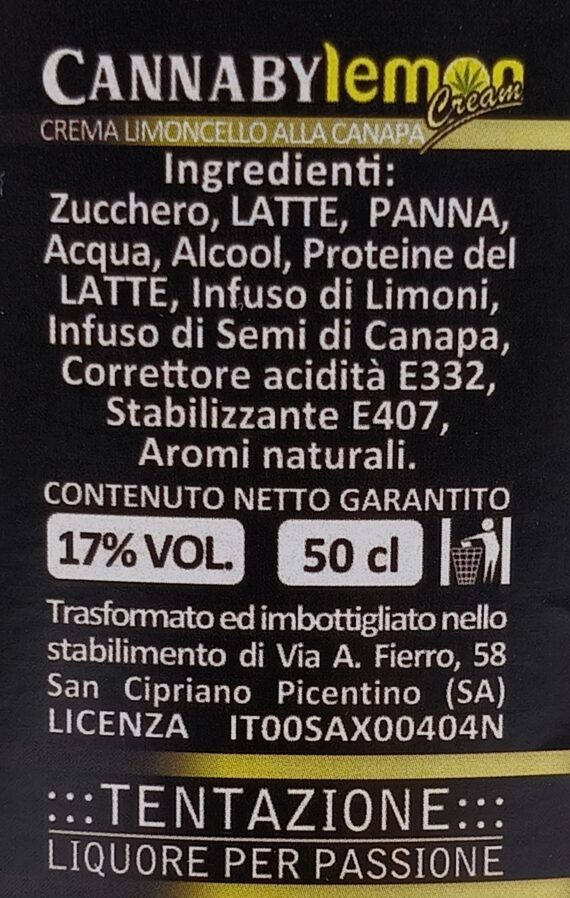 CANNABYlemon
Cream
CREMA LIMONCELLO ALLA CANAPA
Ingredienti:
Zucchero, LATTE, PANNA,
Acqua, Alcool, Proteine del
LATTE, Infuso di Limoni,
Infuso di Semi di Canapa,
Correttore acidità E332,
Stabilizzante E407,
Aromi naturali.
CONTENUTO NETTO GARANTITO
17% VOL. 50 cl
Trasformato ed imbottigliato nello
stabilimento di Via A. Fierro, 58
San Cipriano Picentino (SA)
LICENZA IT00SAX00404N
:::TENTAZIONE:::
LIQUORE PER PASSIONE